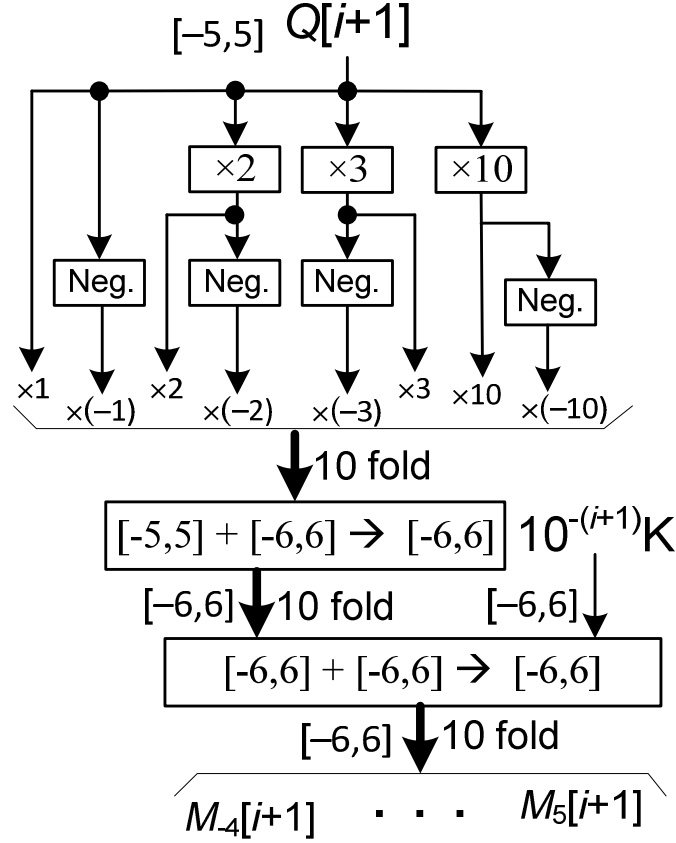 [–5,5] Q[i+1]
×2 ×3 ×10
Neg. Neg. Neg. Neg.
×1 ×(–1) ×2 ×(–2) ×(–3) ×3 ×10 ×(–10)
10 fold
[-5,5] + [-6,6] → [-6,6] 10^-(i+1)K
[–6,6] 10 fold [–6,6]
[-6,6] + [-6,6] → [-6,6]
[–6,6] 10 fold
M-4[i+1] · · · M5[i+1]